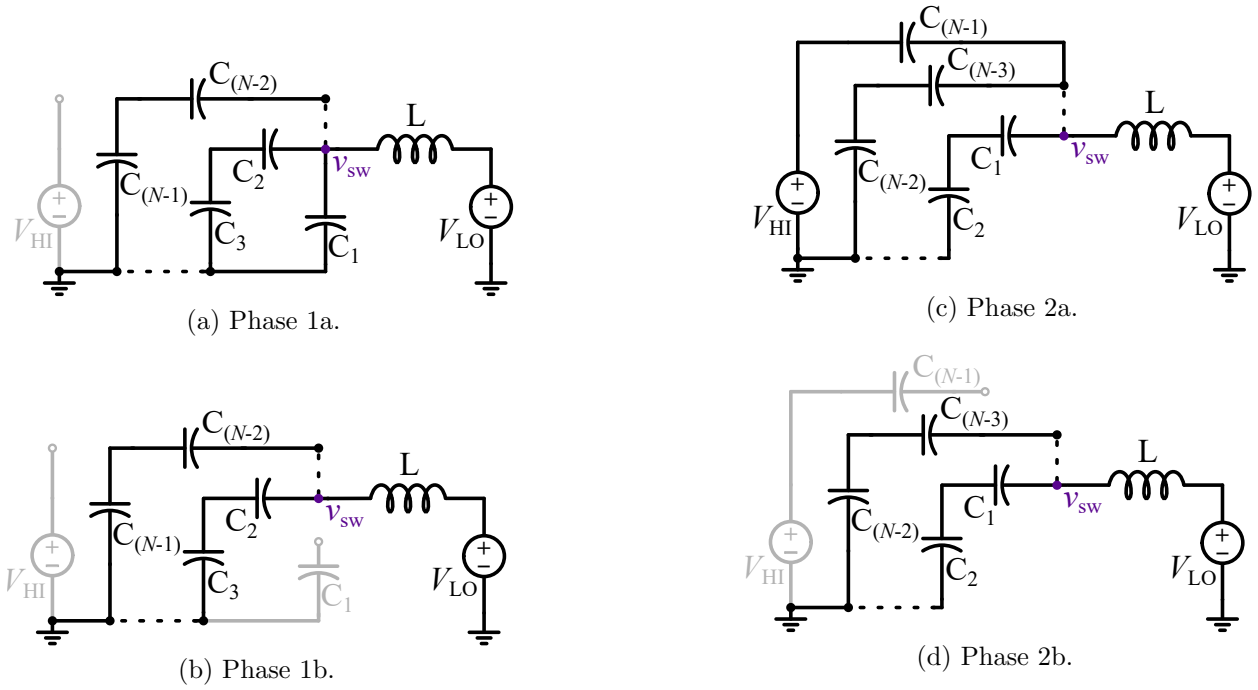 C(N-2)
L
C2
vsw
C(N-1)
+
−
VHI
C3
C1
+
−
VLO
(a) Phase 1a.
C(N-1)
C(N-3)
L
C1
vsw
C(N-2)
+
−
VHI
C2
+
−
VLO
(c) Phase 2a.
C(N-2)
L
C2
vsw
C(N-1)
+
−
VHI
C3
C1
+
−
VLO
(b) Phase 1b.
C(N-1)
C(N-3)
L
C1
vsw
C(N-2)
+
−
VHI
C2
+
−
VLO
(d) Phase 2b.